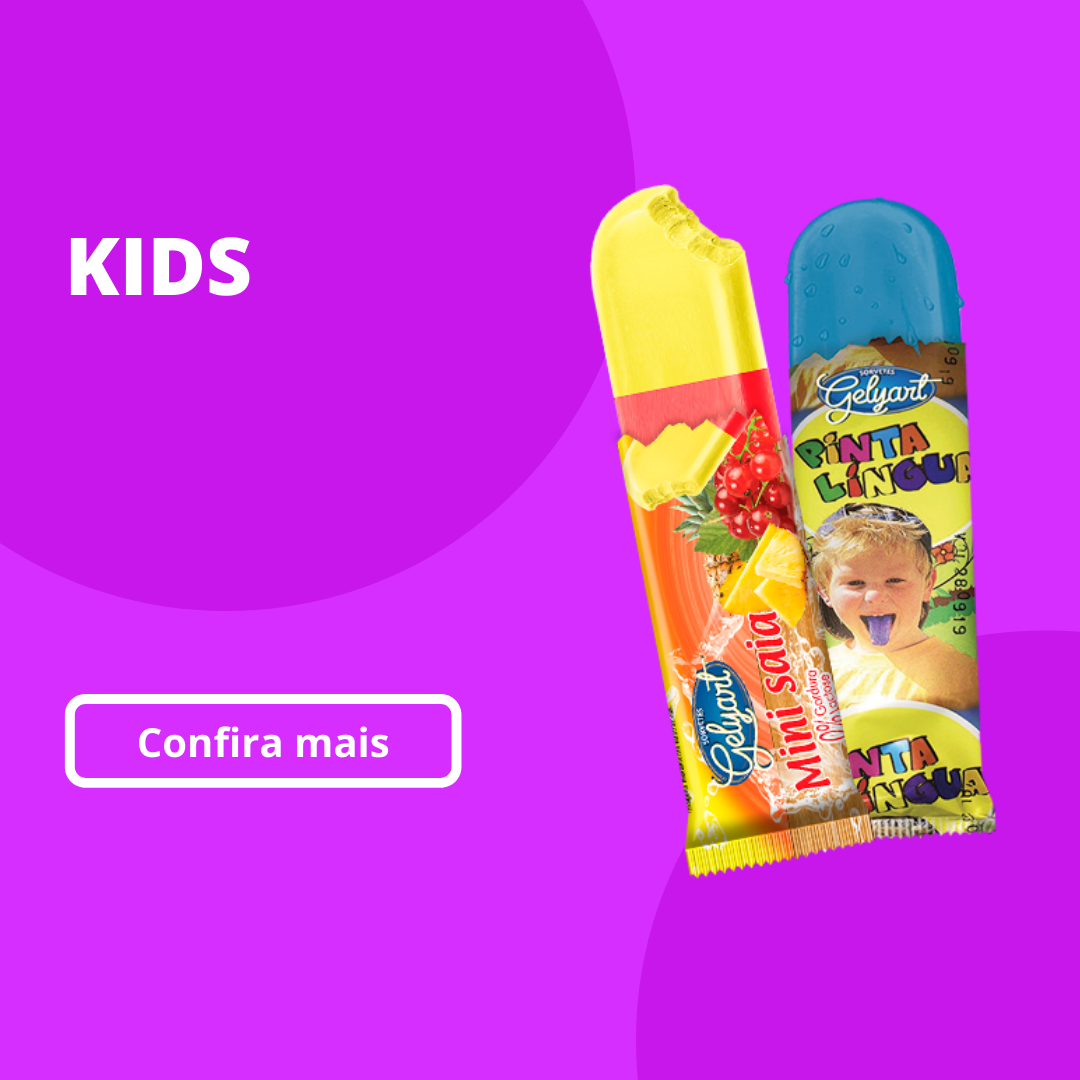 KIDS
Confira mais
SORVETES
Gelyart
Mini saia
0% Gordura
0% Lactose
SORVETES
Gelyart
PINTA
LÍNGUA
PINTA
LÍNGUA